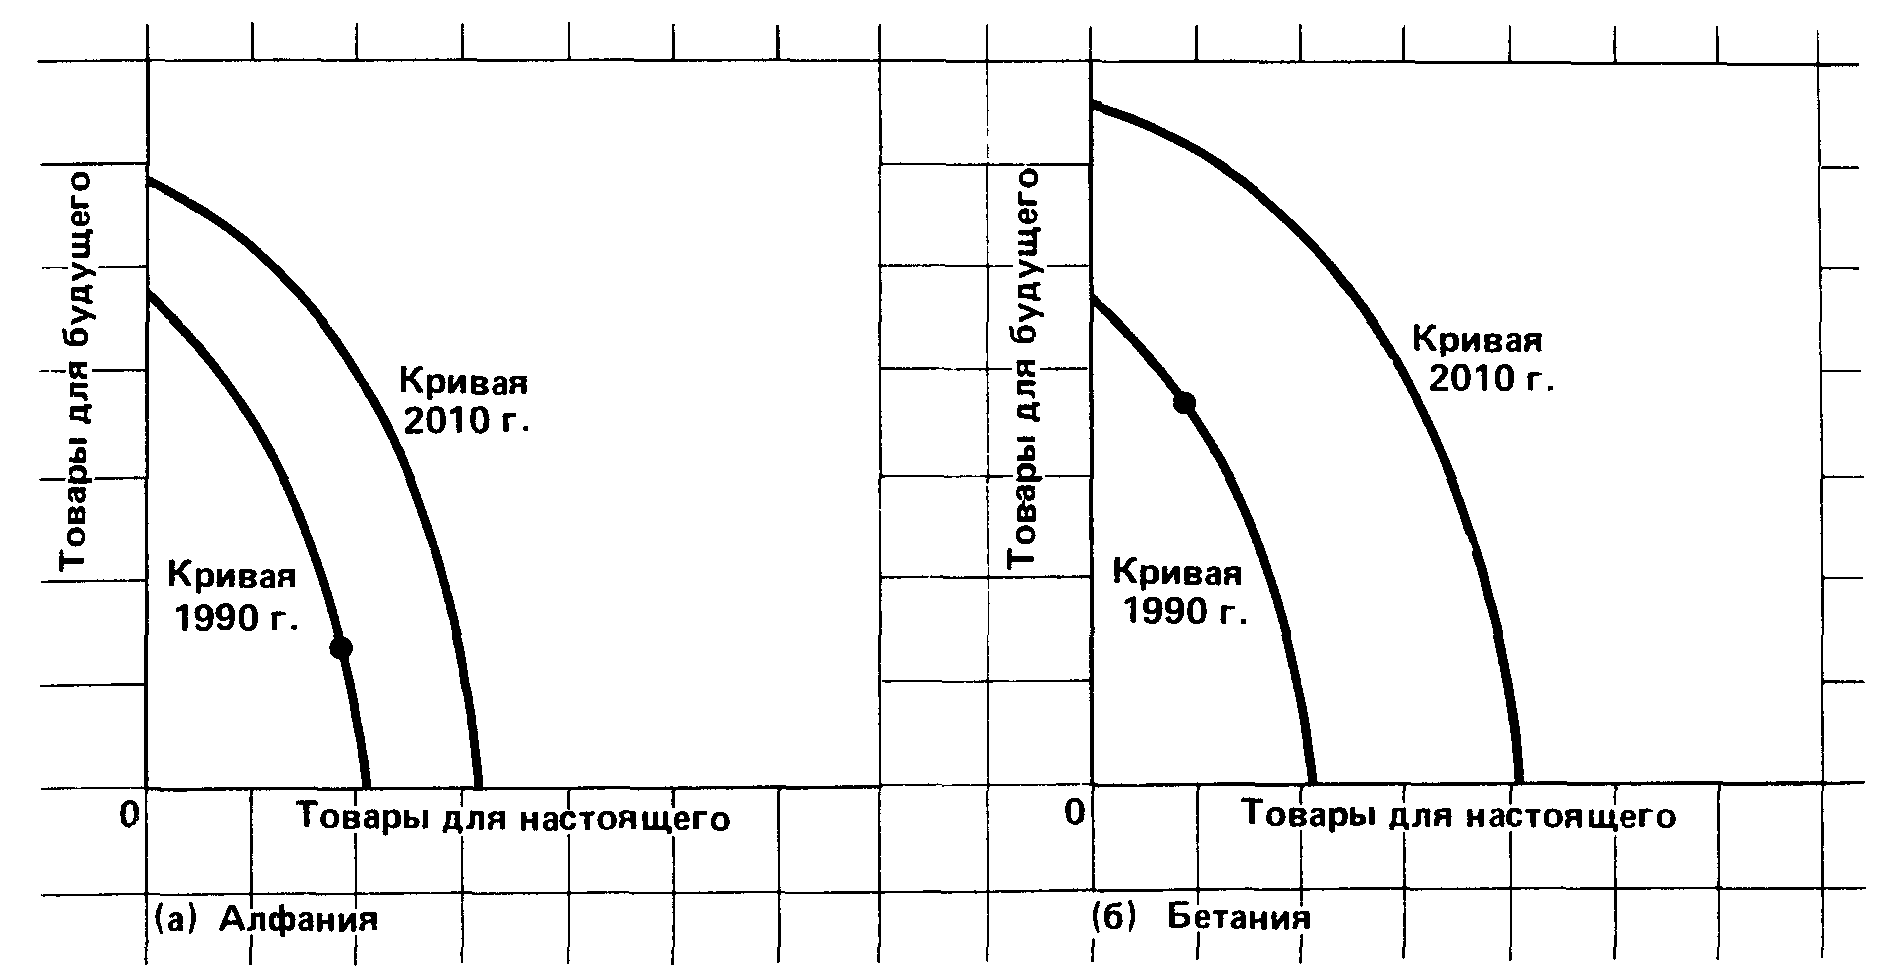 Товары для будущего
Кривая
2010 г.
Кривая
1990 г.
0
Товары для настоящего
(а) Алфания
Товары для будущего
Кривая
2010 г.
Кривая
1990 г.
0
Товары для настоящего
(б) Бетания